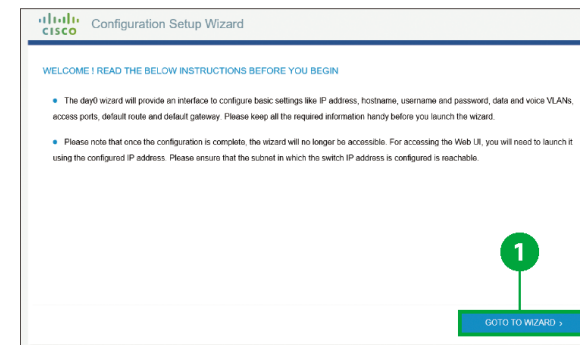 CISCO
Configuration Setup Wizard
WELCOME ! READ THE BELOW INSTRUCTIONS BEFORE YOU BEGIN
The day0 wizard will provide an interface to configure basic settings like IP address, hostname, username and password, data and voice VLANs,
access ports, default route and default gateway. Please keep all the required information handy before you launch the wizard.
Please note that once the configuration is complete, the wizard will no longer be accessible. For accessing the Web UI, you will need to launch it
using the configured IP address. Please ensure that the subnet in which the switch IP address is configured is reachable.
1
GOTO TO WIZARD >